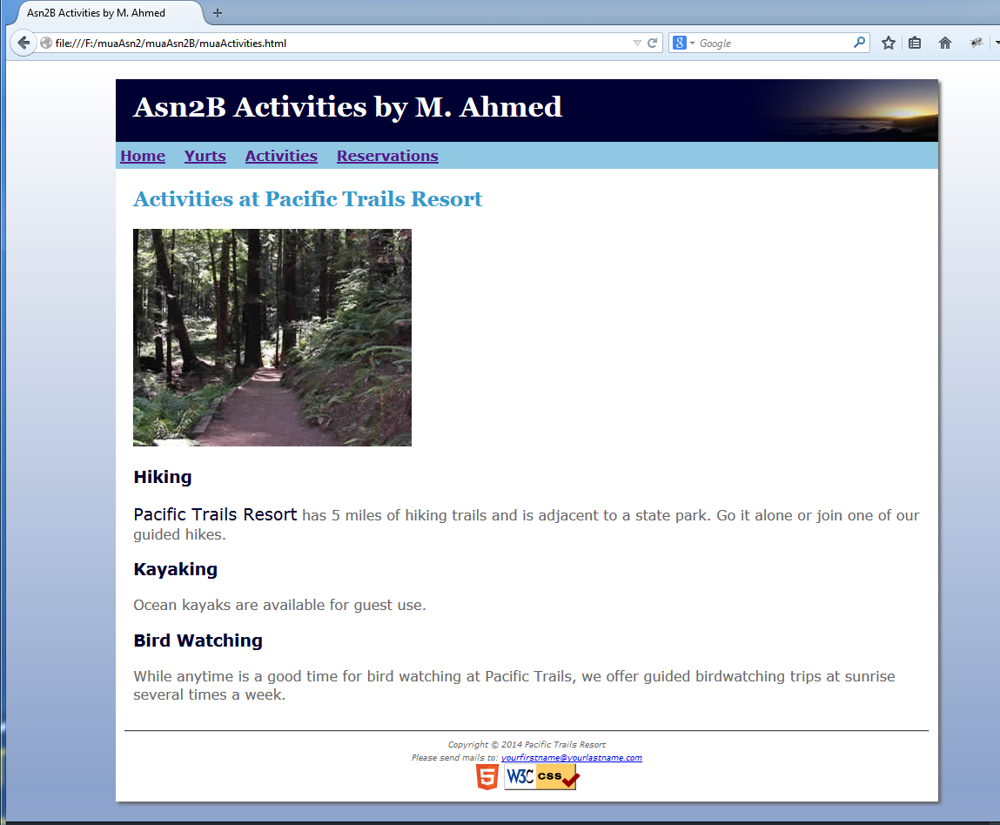 Asn2B Activities by M. Ahmed
file:///F:/muaAsn2/muaAsn2B/muaActivities.html
8 Google
Asn2B Activities by M. Ahmed
Home Yurts Activities Reservations
Activities at Pacific Trails Resort
Hiking
Pacific Trails Resort has 5 miles of hiking trails and is adjacent to a state park. Go it alone or join one of our
guided hikes.
Kayaking
Ocean kayaks are available for guest use.
Bird Watching
While anytime is a good time for bird watching at Pacific Trails, we offer guided birdwatching trips at sunrise
several times a week.
Copyright © 2014 Pacific Trails Resort
Please send mails to: yourfirstname@yourlastname.com
5 W3C css